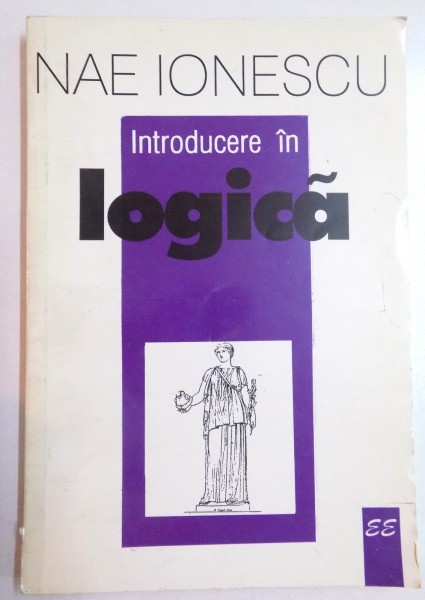 NAE IONESCU
Introducere în
logică
EE